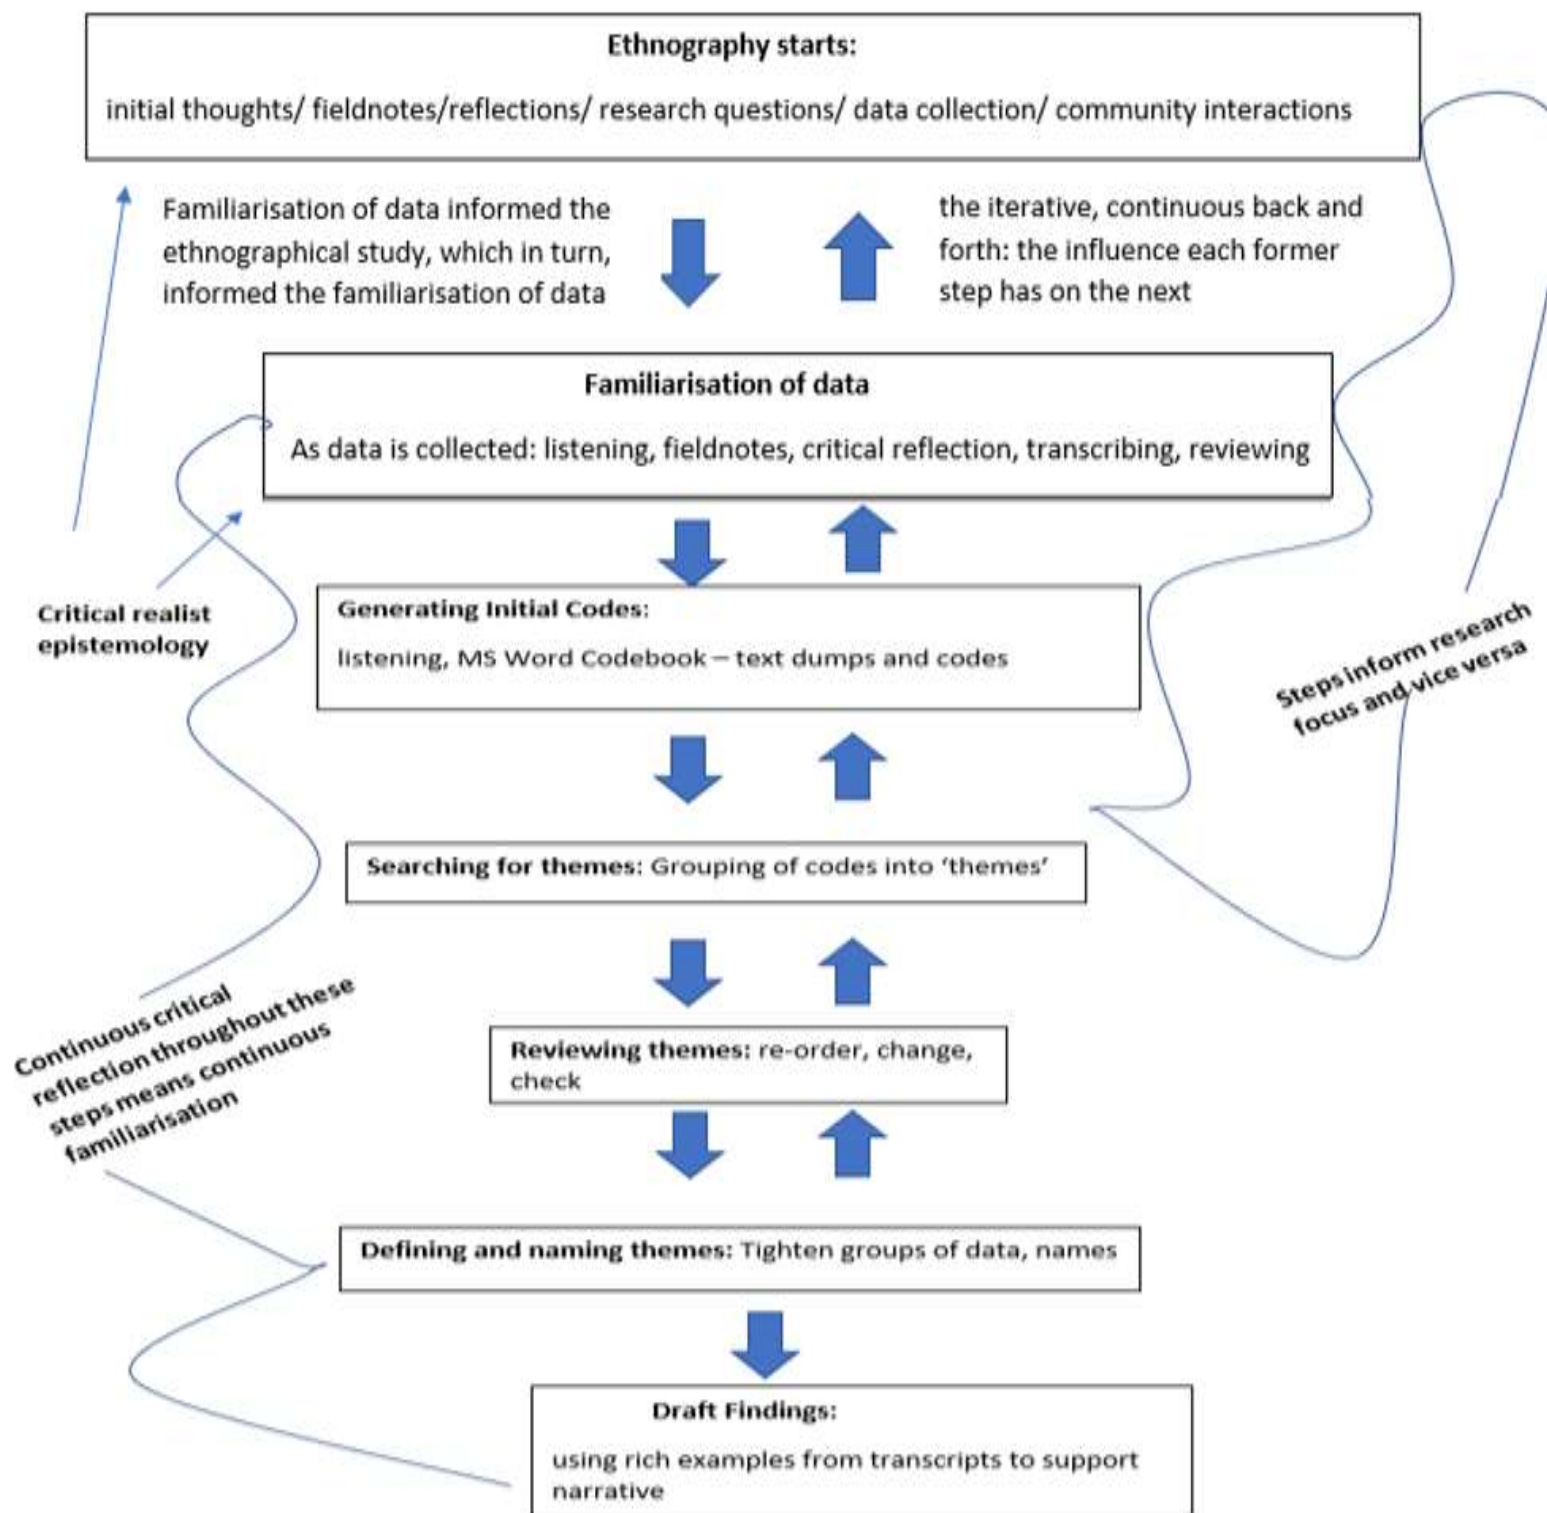 Ethnography starts:
initial thoughts/ fieldnotes/reflections/ research questions/ data collection/ community interactions
Familiarisation of data informed the
ethnographical study, which in turn,
informed the familiarisation of data
the iterative, continuous back and
forth: the influence each former
step has on the next
Familiarisation of data
As data is collected: listening, fieldnotes, critical reflection, transcribing, reviewing
Critical realist
epistemology
Generating Initial Codes:
listening, MS Word Codebook – text dumps and codes
Steps inform research
focus and vice versa
Searching for themes: Grouping of codes into ‘themes’
Continuous critical
reflection throughout these
steps means continuous
familiarisation
Reviewing themes: re-order, change,
check
Defining and naming themes: Tighten groups of data, names
Draft Findings:
using rich examples from transcripts to support
narrative